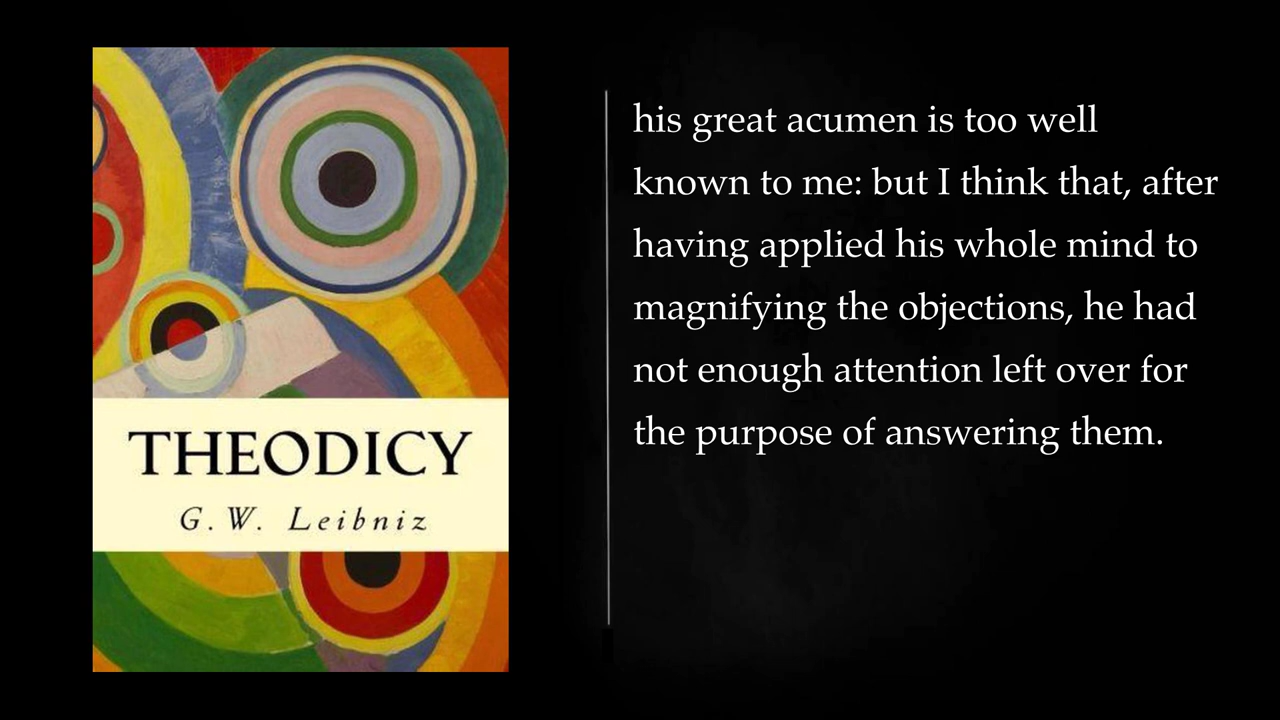 THEODICY
G.W. Leibniz
his great acumen is too well
known to me: but I think that, after
having applied his whole mind to
magnifying the objections, he had
not enough attention left over for
the purpose of answering them.